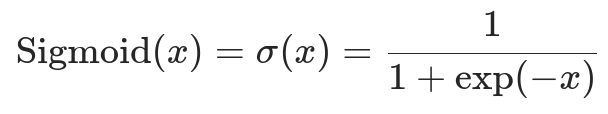 Sigmoid(x) = σ(x) = 1 / (1 + exp(−x))